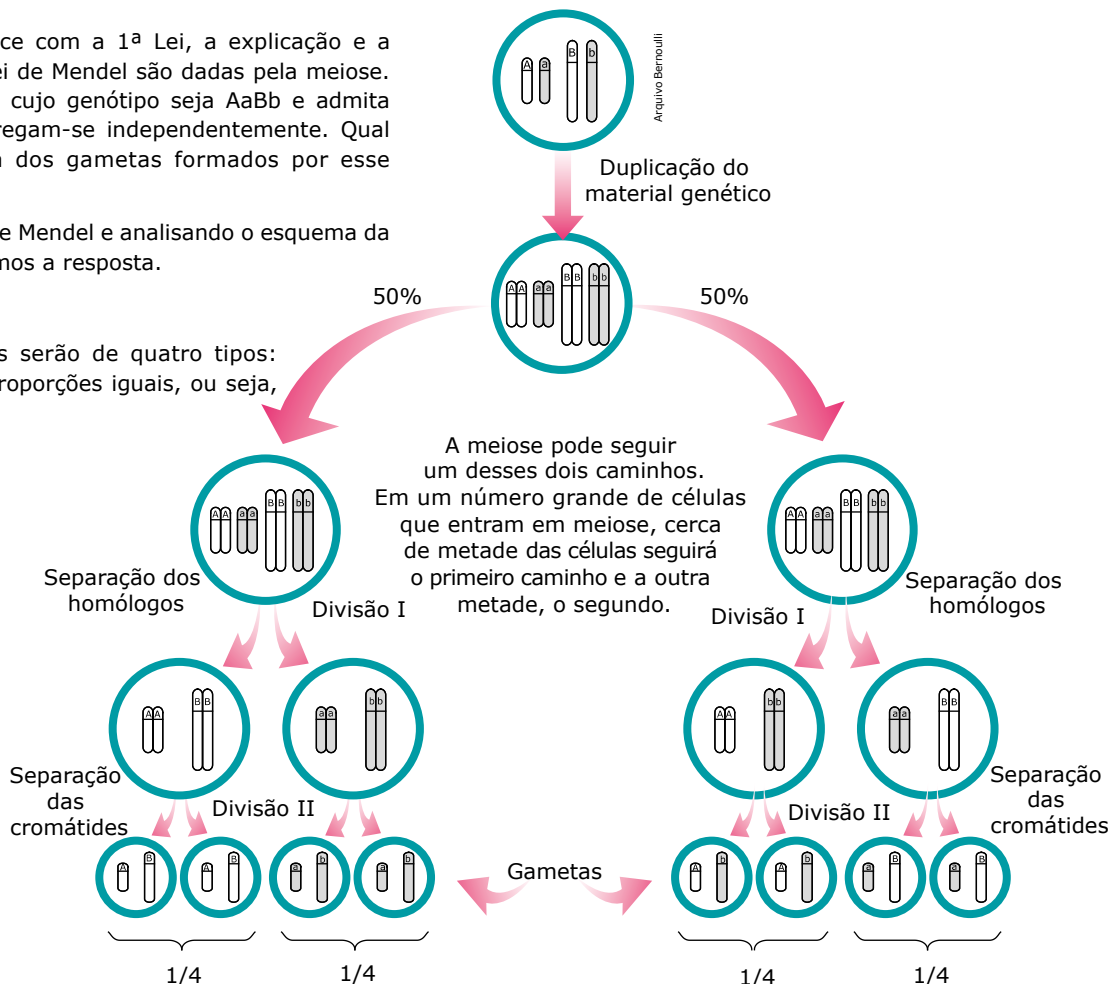 ce com a 1ª Lei, a explicação e a
ei de Mendel são dadas pela meiose.
cujo genótipo seja AaBb e admita
regam-se independentemente. Qual
dos gametas formados por esse
e Mendel e analisando o esquema da
mos a resposta.
s serão de quatro tipos:
roporções iguais, ou seja,
A a B b
Arquivo Bernoulli
Duplicação do
material genético
A A a a B B b b
50%
50%
A meiose pode seguir
um desses dois caminhos.
Em um número grande de células
que entram em meiose, cerca
de metade das células seguirá
o primeiro caminho e a outra
metade, o segundo.
A A a a B B b b
A A a a B B b b
Separação dos
homólogos
Divisão I
Divisão I
Separação dos
homólogos
A A B B
a a b b
A A b b
a a B B
Separação
das
cromátides
Divisão II
Divisão II
Separação
das
cromátides
A B
A B
a b
a b
Gametas
A b
A b
a B
a B
1/4
1/4
1/4
1/4